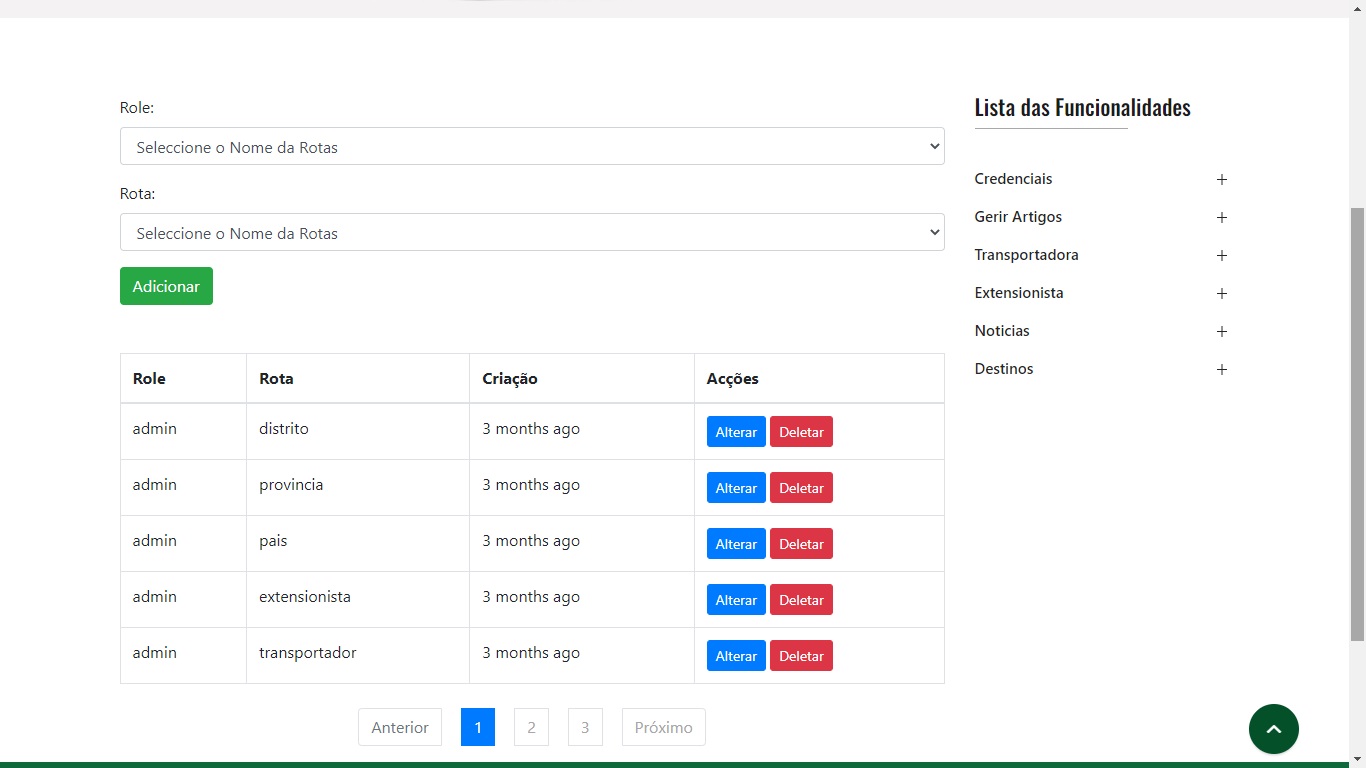 Role:
Seleccione o Nome da Rotas
Rota:
Seleccione o Nome da Rotas
Adicionar
Role Rota Criação Acções
admin distrito 3 months ago Alterar Deletar
admin provincia 3 months ago Alterar Deletar
admin pais 3 months ago Alterar Deletar
admin extensionista 3 months ago Alterar Deletar
admin transportador 3 months ago Alterar Deletar
Anterior 1 2 3 Próximo
Lista das Funcionalidades
Credenciais +
Gerir Artigos +
Transportadora +
Extensionista +
Noticias +
Destinos +